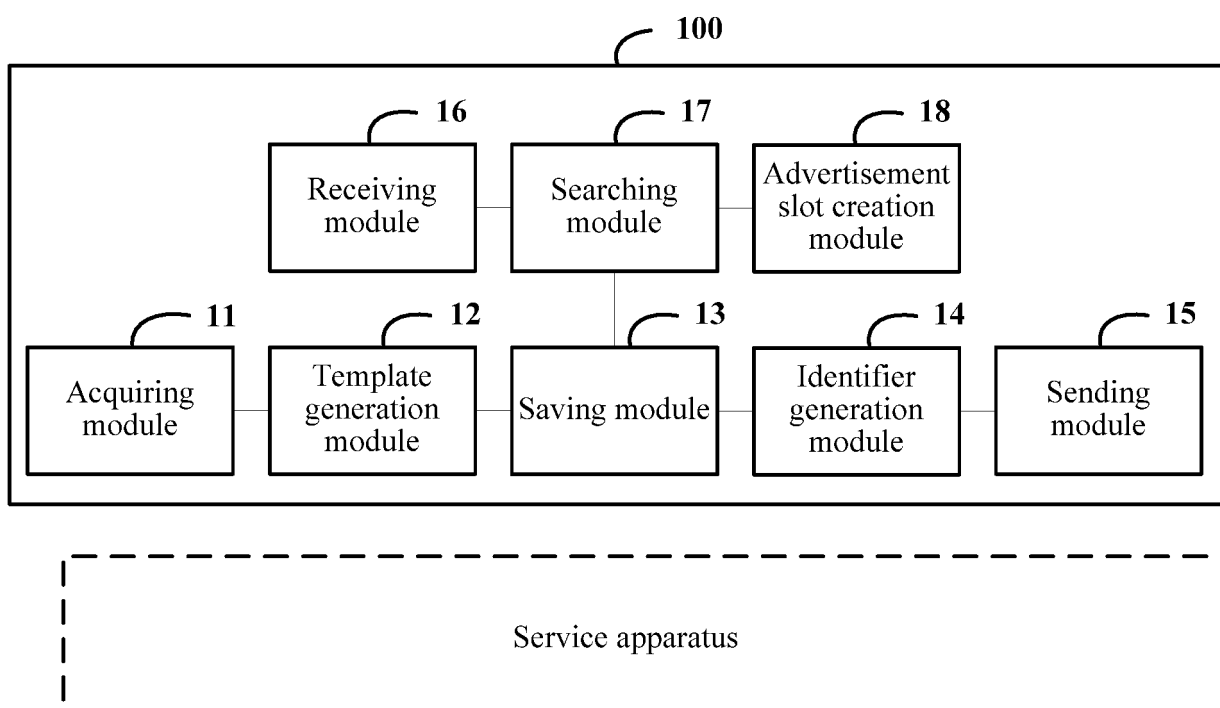 100
16
17
18
Receiving
module
Searching
module
Advertisement
slot creation
module
11
12
13
14
15
Acquiring
module
Template
generation
module
Saving module
Identifier
generation
module
Sending
module
Service apparatus